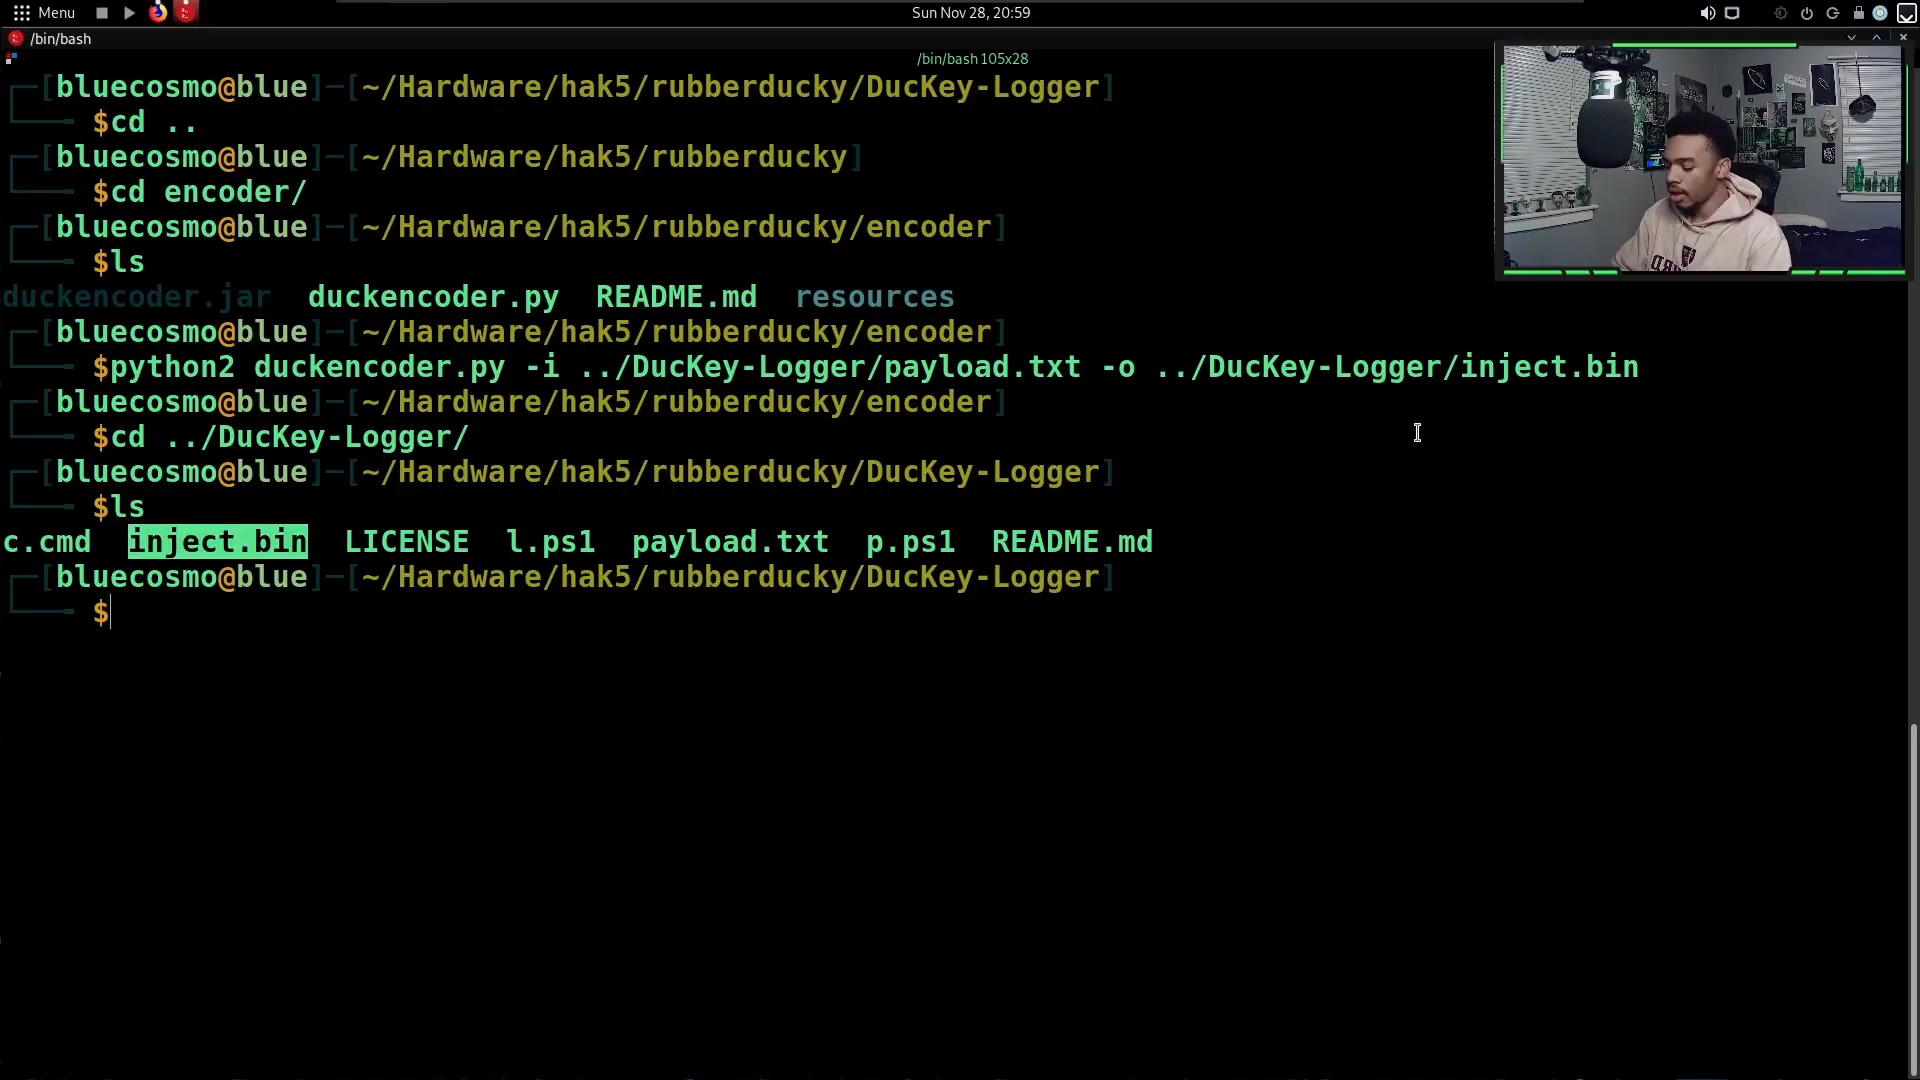 Menu
Sun Nov 28, 20:59
/bin/bash
/bin/bash 105x28
[bluecosmo@blue]-[~/Hardware/hak5/rubberducky/DucKey-Logger]
$cd ..
[bluecosmo@blue]-[~/Hardware/hak5/rubberducky]
$cd encoder/
[bluecosmo@blue]-[~/Hardware/hak5/rubberducky/encoder]
$ls
duckencoder.jar duckencoder.py README.md resources
[bluecosmo@blue]-[~/Hardware/hak5/rubberducky/encoder]
$python2 duckencoder.py -i ../DucKey-Logger/payload.txt -o ../DucKey-Logger/inject.bin
[bluecosmo@blue]-[~/Hardware/hak5/rubberducky/encoder]
$cd ../DucKey-Logger/
[bluecosmo@blue]-[~/Hardware/hak5/rubberducky/DucKey-Logger]
$ls
c.cmd inject.bin LICENSE l.ps1 payload.txt p.ps1 README.md
[bluecosmo@blue]-[~/Hardware/hak5/rubberducky/DucKey-Logger]
$